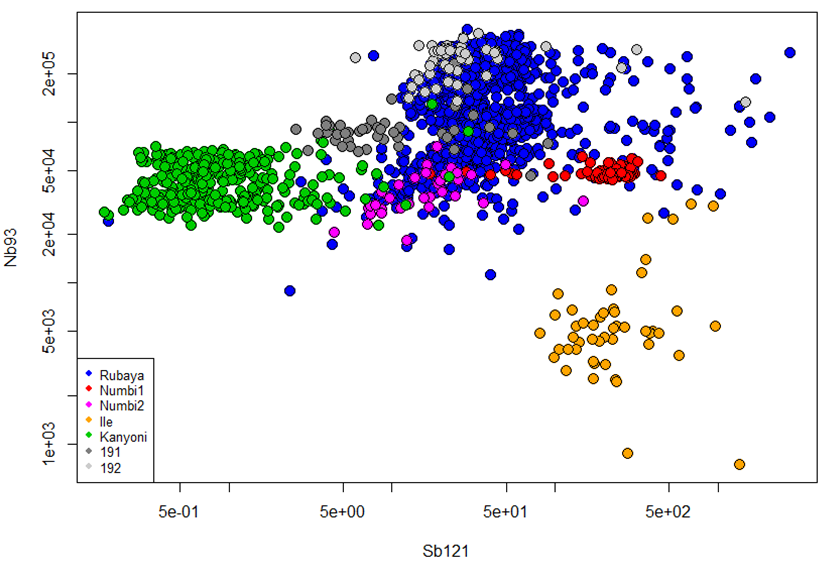 2e+05
5e+04
2e+04
5e+03
1e+03
Nb93
Rubaya
Numbi1
Numbi2
Ile
Kanyoni
191
192
5e-01 5e+00 5e+01 5e+02
Sb121